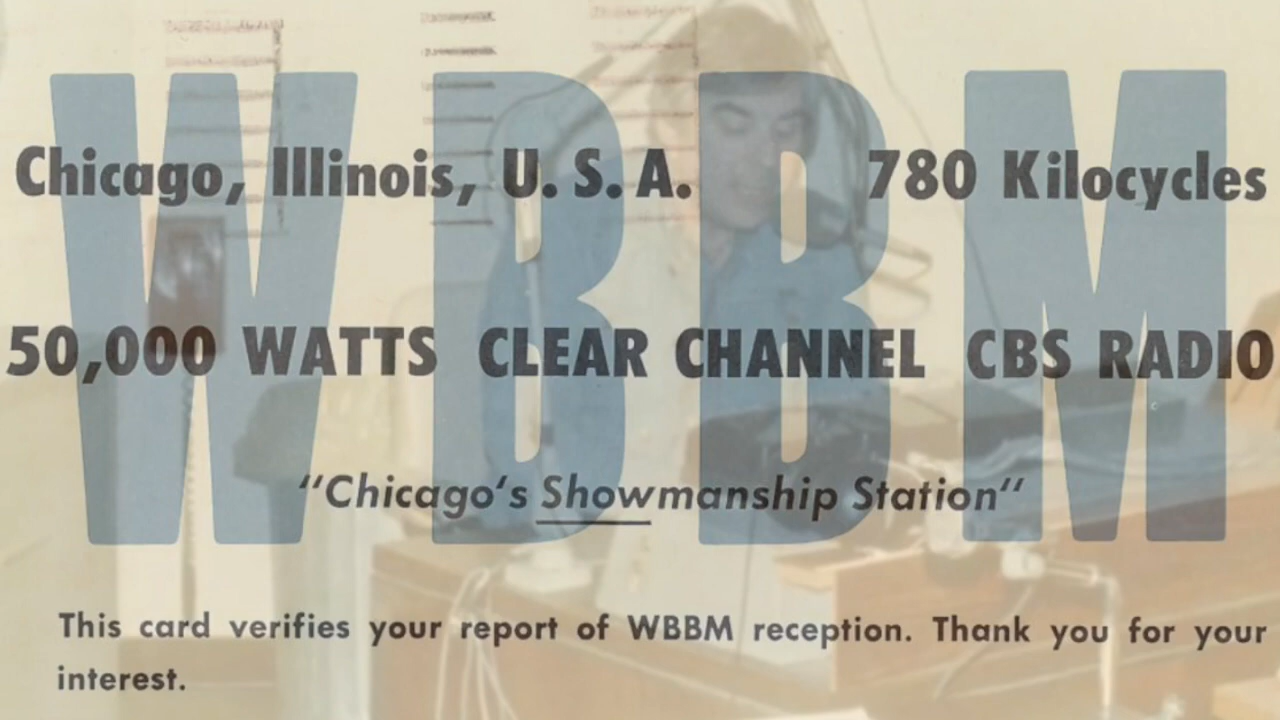 WBBM
Chicago, Illinois, U. S. A. 780 Kilocycles
50,000 WATTS CLEAR CHANNEL CBS RADIO
“Chicago‘s Showmanship Station“
This card verifies your report of WBBM reception. Thank you for your
interest.